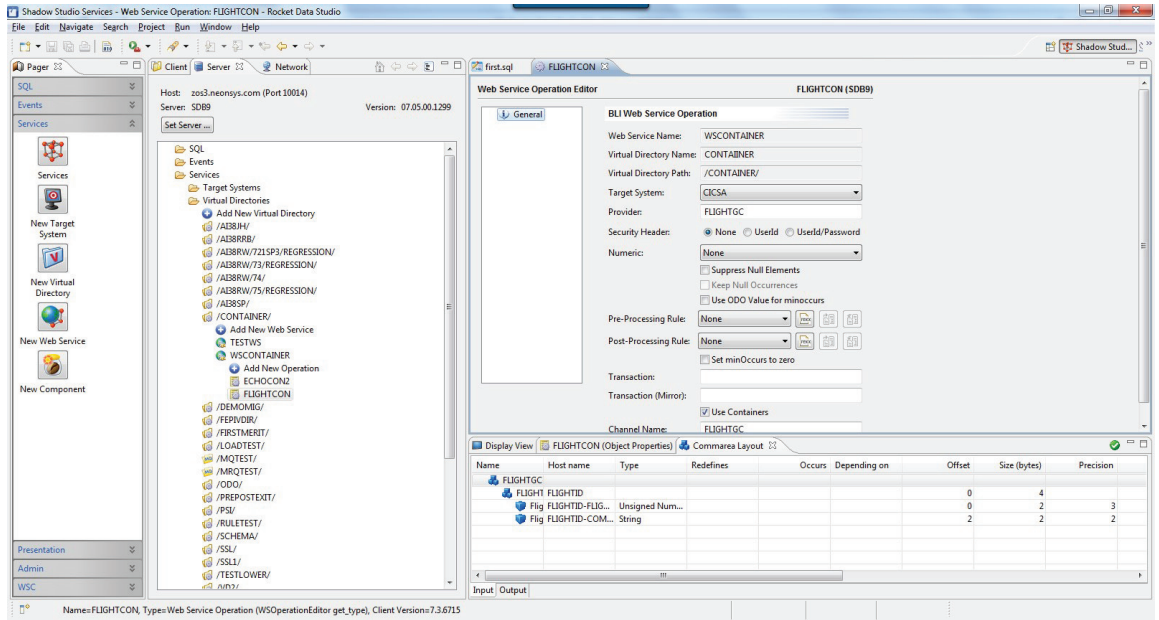 Shadow Studio Services - Web Service Operation: FLIGHTCON - Rocket Data Studio
File Edit Navigate Search Project Run Window Help
Shadow Stud...
Pager
SQL
Events
Services
Services
New Target
System
New Virtual
Directory
New Web Service
New Component
Presentation
Admin
WSC
Client Server Network
Host: zos3.neonsys.com (Port 10014)
Server: SDB9 Version: 07.05.00.1299
Set Server ...
SQL
Events
Services
Target Systems
Virtual Directories
Add New Virtual Directory
/AI38JH/
/AI38RRB/
/AI38RW/721SP3/REGRESSION/
/AI38RW/73/REGRESSION/
/AI38RW/74/
/AI38RW/75/REGRESSION/
/AI38SP/
/CONTAINER/
Add New Web Service
TESTWS
WSCONTAINER
Add New Operation
ECHOCON2
FLIGHTCON
/DEMOMIG/
/FEPIVDIR/
/FIRSTMERIT/
/LOADTEST/
/MQTEST/
/MRQTEST/
/ODO/
/PREPOSTEXIT/
/PSI/
/RULETEST/
/SCHEMA/
/SSL/
/SSL1/
/TESTLOWER/
/VD2/
first.sql FLIGHTCON
Web Service Operation Editor FLIGHTCON (SDB9)
General
BLI Web Service Operation
Web Service Name: WSCONTAINER
Virtual Directory Name: CONTAIINER
Virtual Directory Path: /CONTAINER/
Target System: CICSA
Provider: FLIGHTGC
Security Header: None UserId UserId/Password
Numeric: None
Suppress Null Elements
Keep Null Occurrences
Use ODO Value for minoccurs
Pre-Processing Rule: None
Post-Processing Rule: None
Set minOccurs to zero
Transaction:
Transaction (Mirror):
Use Containers
Channel Name: FLIGHTGC
Display View FLIGHTCON (Object Properties) Commarea Layout
Name Host name Type Redefines Occurs Depending on Offset Size (bytes) Precision
FLIGHTGC
FLIGHT FLIGHTID 0 4
Flig FLIGHTID-FLIG... Unsigned Num... 0 2 3
Flig FLIGHTID-COM... String 2 2 2
Input Output
Name=FLIGHTCON, Type=Web Service Operation (WSOperationEditor get_type), Client Version=7.3.6715